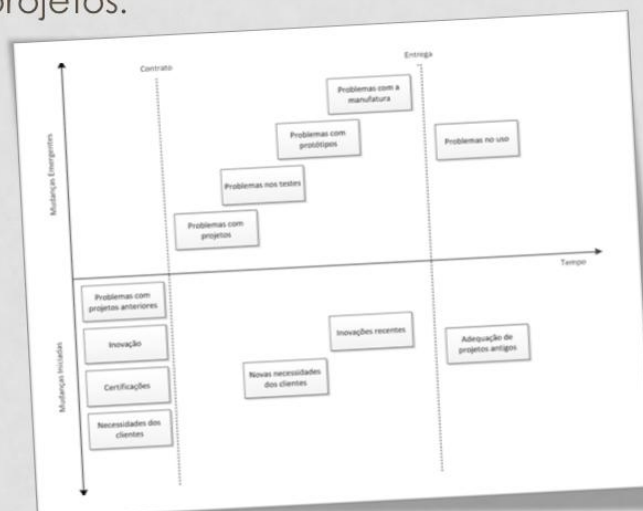 projetos.
Entrega
Contrato
Problemas com a
manufatura
Problemas com
protótipos
Problemas no uso
Problemas nos testes
Problemas com
projetos
Mudanças Emergentes
Tempo
Problemas com
projetos anteriores
Inovação
Inovações recentes
Adequação de
projetos antigos
Certificações
Novas necessidades
dos clientes
Necessidades dos
clientes
Mudanças Iniciadas